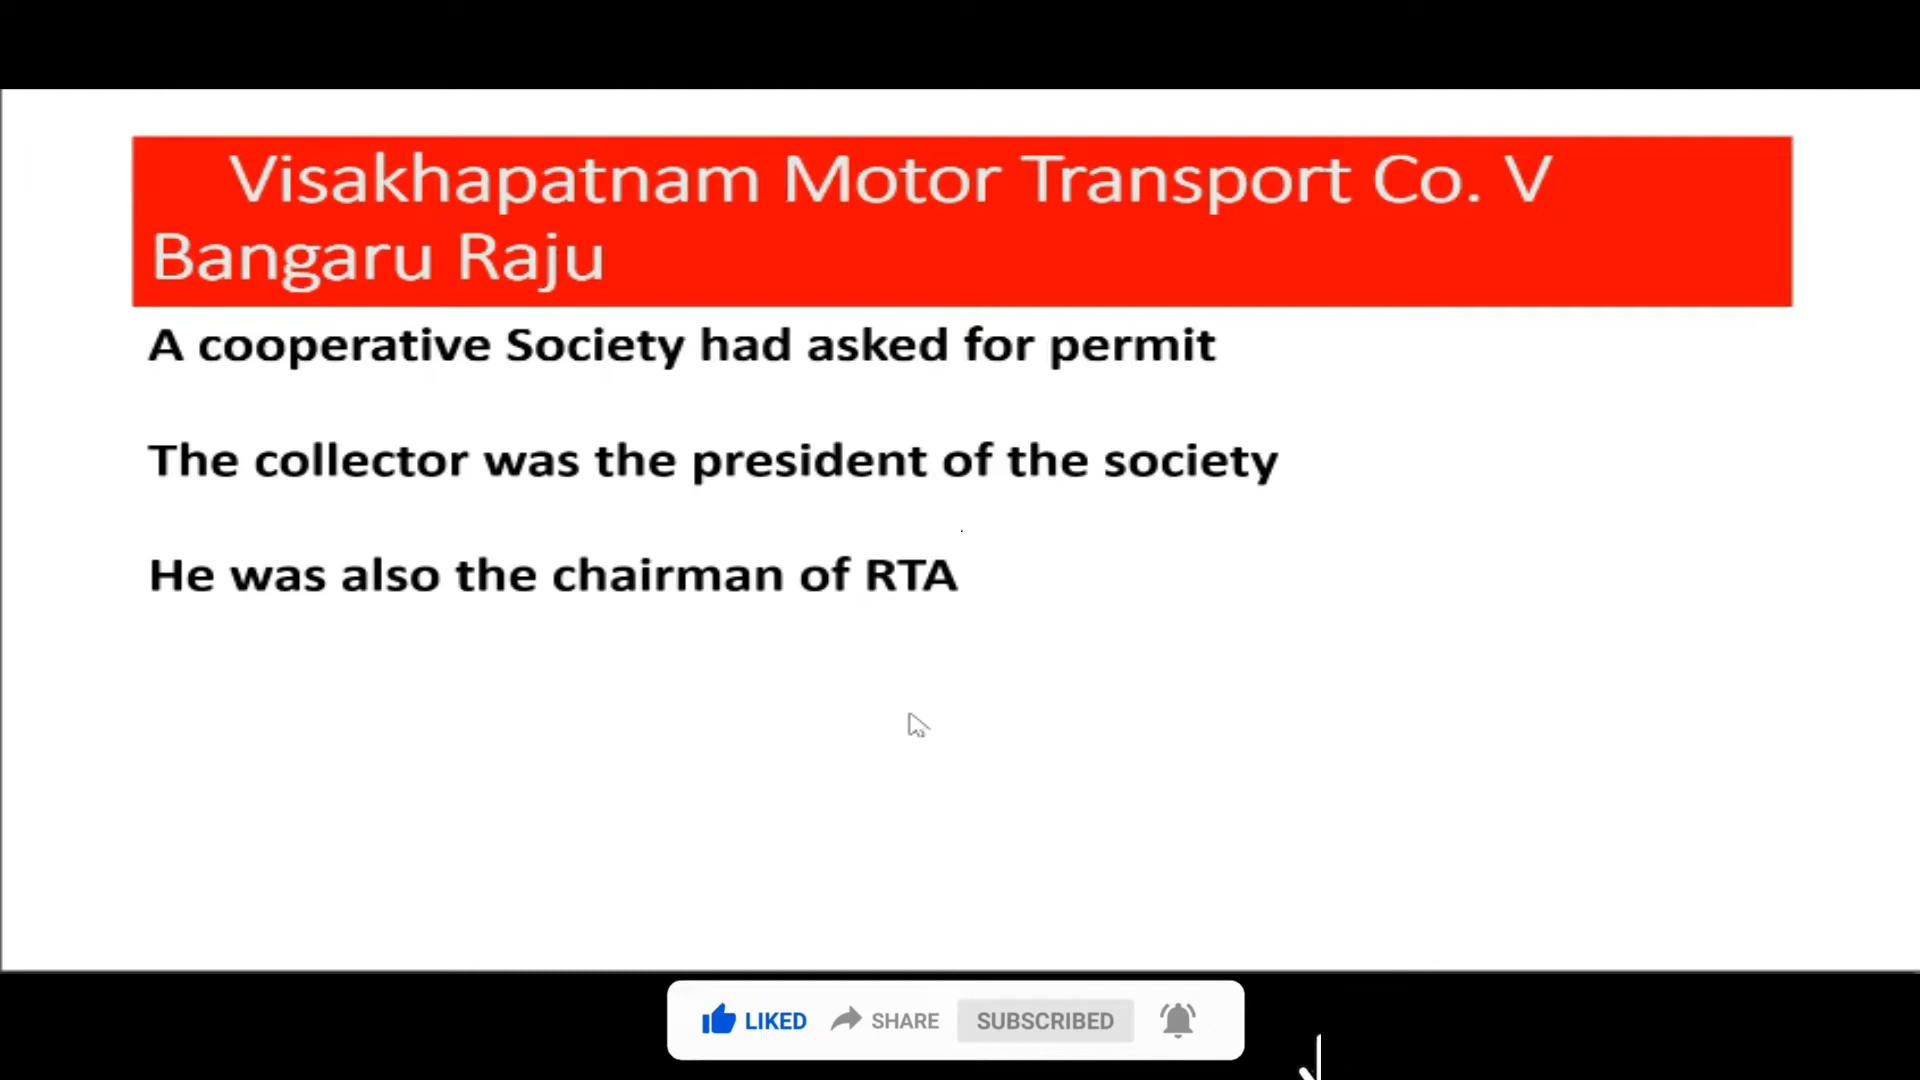 Visakhapatnam Motor Transport Co. V
Bangaru Raju
A cooperative Society had asked for permit
The collector was the president of the society
He was also the chairman of RTA
LIKED SHARE SUBSCRIBED